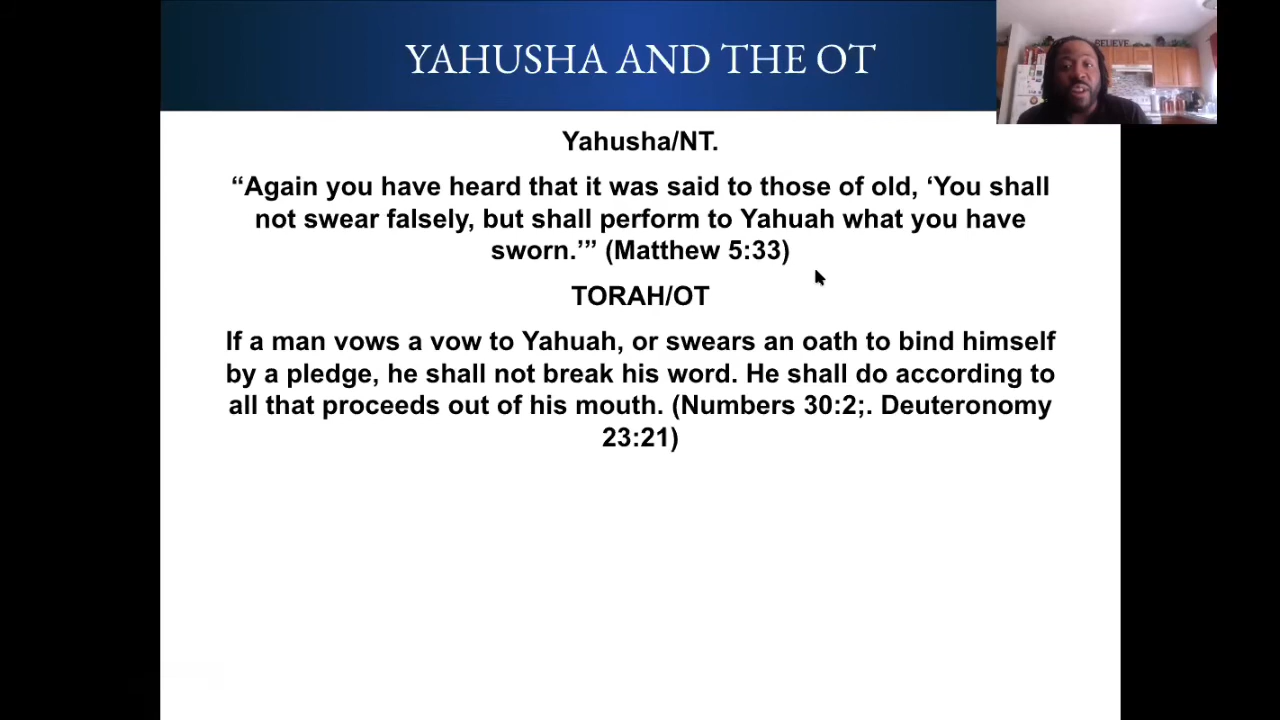 YAHUSHA AND THE OT
BELIEVE
Yahusha/NT.
“Again you have heard that it was said to those of old, ‘You shall
not swear falsely, but shall perform to Yahuah what you have
sworn.’” (Matthew 5:33)
TORAH/OT
If a man vows a vow to Yahuah, or swears an oath to bind himself
by a pledge, he shall not break his word. He shall do according to
all that proceeds out of his mouth. (Numbers 30:2;. Deuteronomy
23:21)